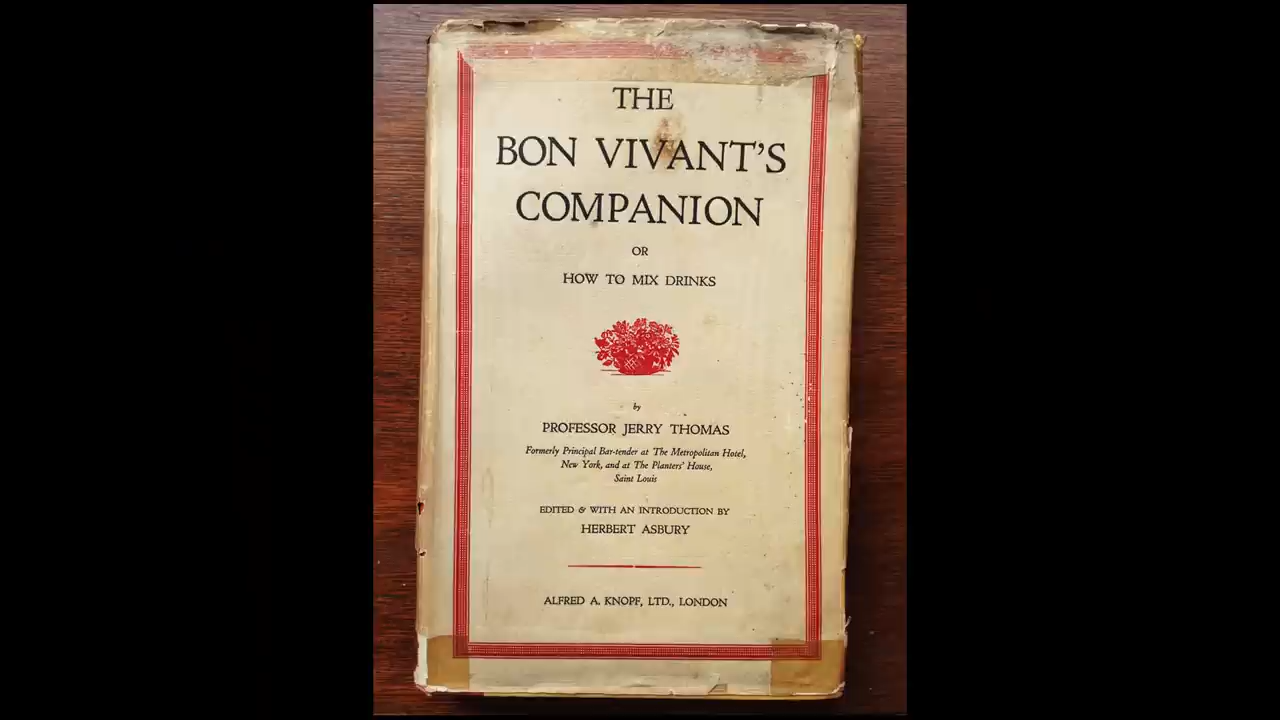 THE
BON VIVANT'S
COMPANION
OR
HOW TO MIX DRINKS
by
PROFESSOR JERRY THOMAS
Formerly Principal Bar-tender at The Metropolitan Hotel,
New York, and at The Planters' House,
Saint Louis
EDITED & WITH AN INTRODUCTION BY
HERBERT ASBURY
ALFRED A. KNOPF, LTD., LONDON